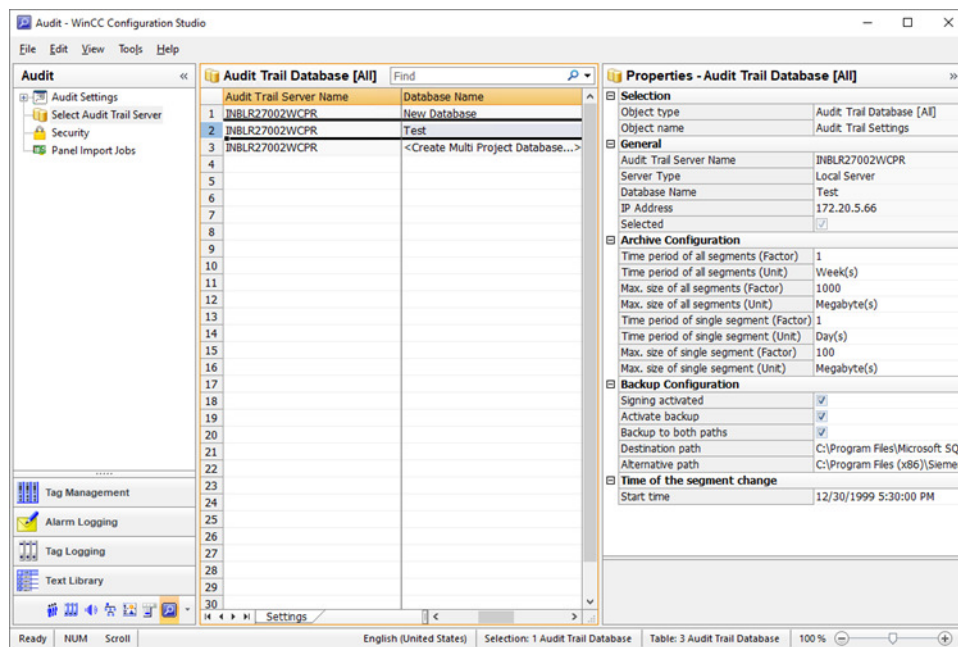 Audit - WinCC Configuration Studio
File Edit View Tools Help
Audit «
Audit Settings
Select Audit Trail Server
Security
Panel Import Jobs
Tag Management
Alarm Logging
Tag Logging
Text Library
Audit Trail Database [All] Find
Audit Trail Server Name Database Name
1 INBLR27002WCPR New Database
2 INBLR27002WCPR Test
3 INBLR27002WCPR <Create Multi Project Database...>
4
5
6
7
8
9
10
11
12
13
14
15
16
17
18
19
20
21
22
23
24
25
26
27
28
29
30
Settings
Properties - Audit Trail Database [All] »
Selection
Object type Audit Trail Database [All]
Object name Audit Trail Settings
General
Audit Trail Server Name INBLR27002WCPR
Server Type Local Server
Database Name Test
IP Address 172.20.5.66
Selected
Archive Configuration
Time period of all segments (Factor) 1
Time period of all segments (Unit) Week(s)
Max. size of all segments (Factor) 1000
Max. size of all segments (Unit) Megabyte(s)
Time period of single segment (Factor) 1
Time period of single segment (Unit) Day(s)
Max. size of single segment (Factor) 100
Max. size of single segment (Unit) Megabyte(s)
Backup Configuration
Signing activated
Activate backup
Backup to both paths
Destination path C:\Program Files\Microsoft SQ
Alternative path C:\Program Files (x86)\Sieme
Time of the segment change
Start time 12/30/1999 5:30:00 PM
Ready NUM Scroll English (United States) Selection: 1 Audit Trail Database Table: 3 Audit Trail Database 100 %